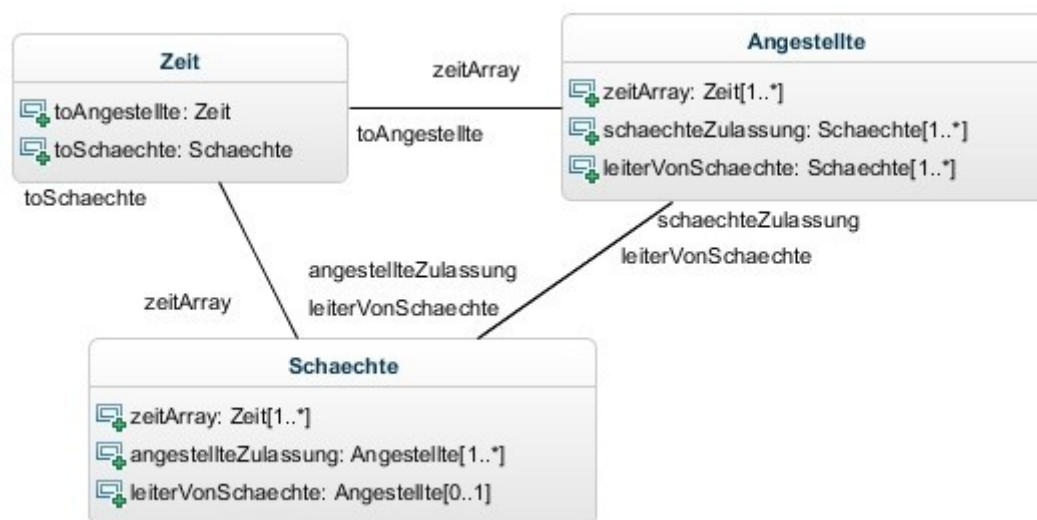 Zeit
toAngestellte: Zeit
toSchaechte: Schaechte
zeitArray
toAngestellte
Angestellte
zeitArray: Zeit[1..*]
schaechteZulassung: Schaechte[1..*]
leiterVonSchaechte: Schaechte[1..*]
toSchaechte
schaechteZulassung
leiterVonSchaechte
angestellteZulassung
leiterVonSchaechte
zeitArray
Schaechte
zeitArray: Zeit[1..*]
angestellteZulassung: Angestellte[1..*]
leiterVonSchaechte: Angestellte[0..1]